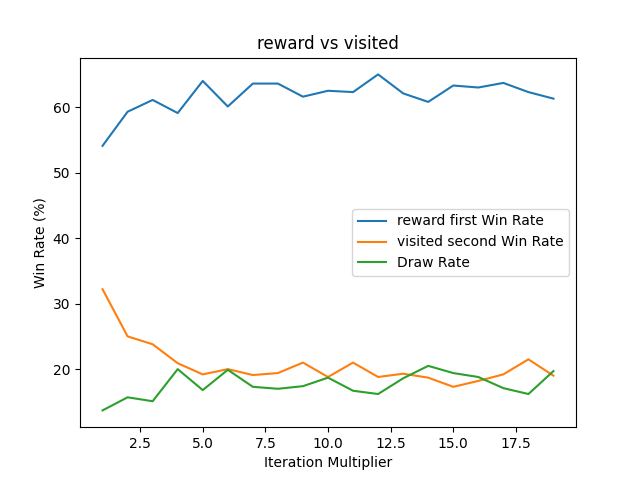 reward vs visited
Win Rate (%)
60
50
40
30
20
reward first Win Rate
visited second Win Rate
Draw Rate
2.5 5.0 7.5 10.0 12.5 15.0 17.5
Iteration Multiplier